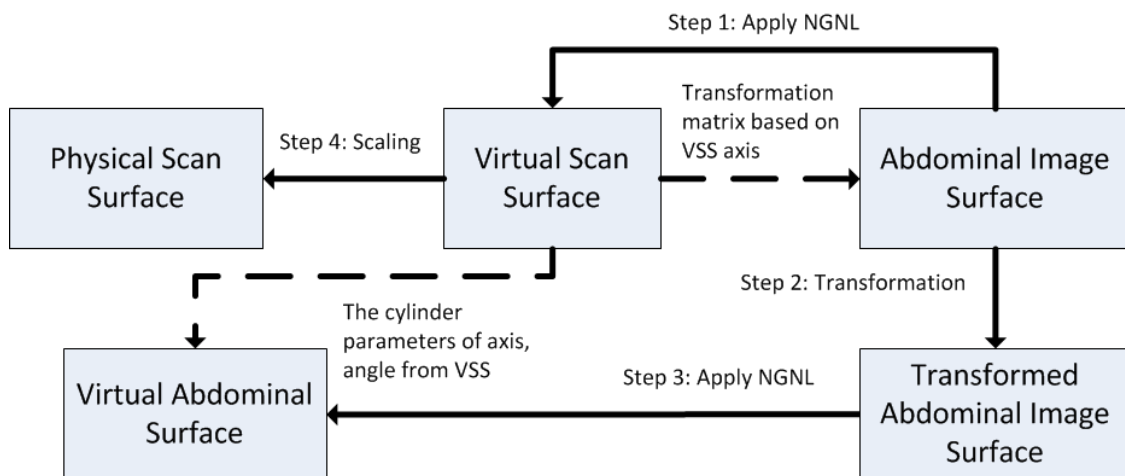 Step 1: Apply NGNL
Physical Scan
Surface
Step 4: Scaling
Virtual Scan
Surface
Transformation
matrix based on
VSS axis
Abdominal Image
Surface
Step 2: Transformation
The cylinder
parameters of axis,
angle from VSS
Virtual Abdominal
Surface
Step 3: Apply NGNL
Transformed
Abdominal Image
Surface